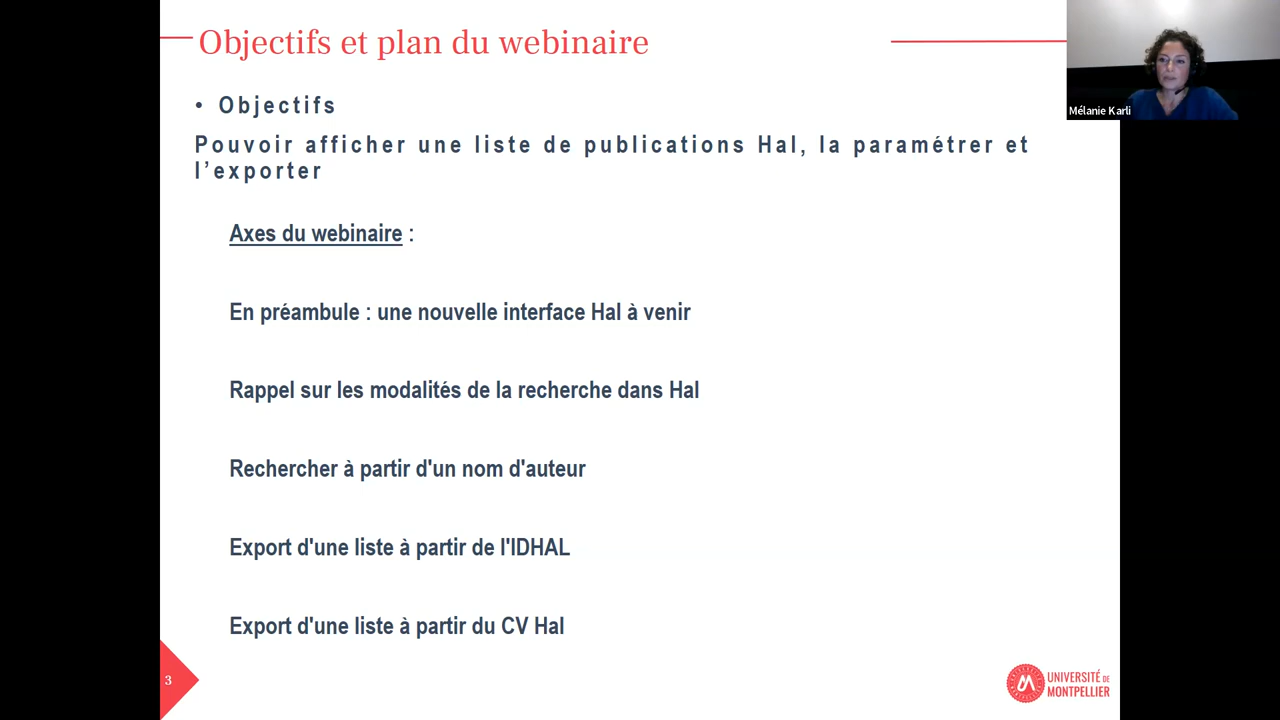 Objectifs et plan du webinaire
Mélanie Karli
• Objectifs
Pouvoir afficher une liste de publications Hal, la paramétrer et
l’exporter
Axes du webinaire :
En préambule : une nouvelle interface Hal à venir
Rappel sur les modalités de la recherche dans Hal
Rechercher à partir d'un nom d'auteur
Export d'une liste à partir de l'IDHAL
Export d'une liste à partir du CV Hal
3
UNIVERSITÉ DE
MONTPELLIER